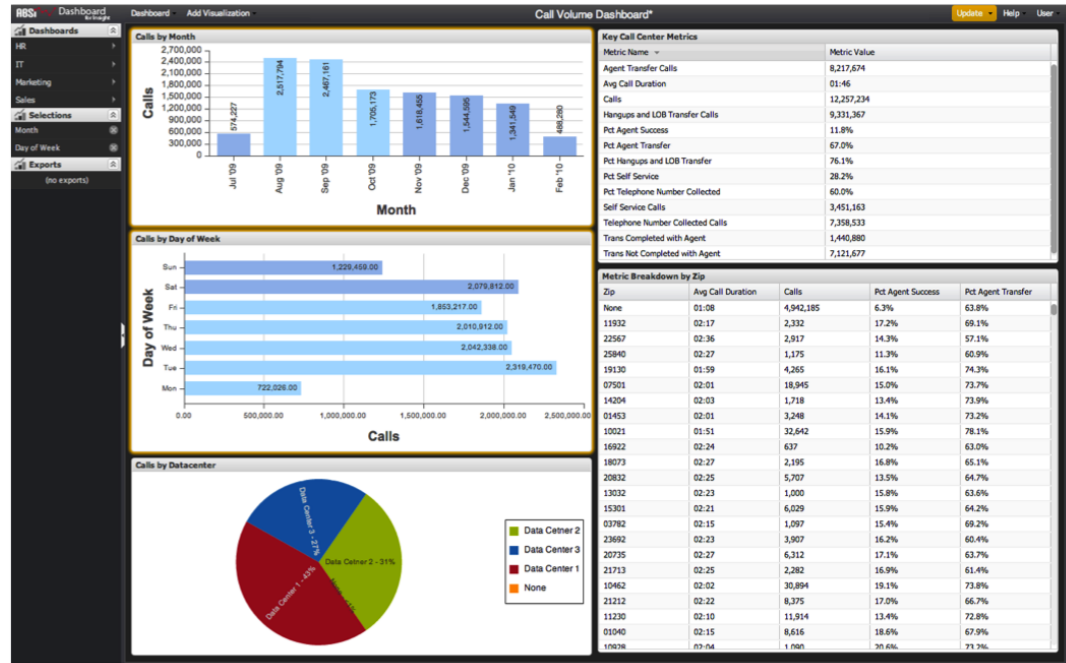 ABSi Dashboard
for Insight
Dashboard
Add Visualization
Call Volume Dashboard*
Update
Help
User
Dashboards
HR
IT
Marketing
Sales
Selections
Month
Day of Week
Exports
(no exports)
Calls by Month
2,700,000
2,400,000
2,100,000
1,800,000
1,500,000
1,200,000
900,000
600,000
300,000
0
Calls
574,227
2,517,794
2,467,161
1,705,173
1,618,455
1,544,595
1,341,549
488,280
Jul '09
Aug '09
Sep '09
Oct '09
Nov '09
Dec '09
Jan '10
Feb '10
Month
Calls by Day of Week
Day of Week
Sun 1,229,459.00
Sat 2,079,812.00
Fri 1,853,217.00
Thu 2,010,912.00
Wed 2,042,338.00
Tue 2,319,470.00
Mon 722,026.00
0.00 500,000.00 1,000,000.00 1,500,000.00 2,000,000.00 2,500,000.00
Calls
Calls by Datacenter
Data Center 3 - 27%
Data Cetner 2 - 31%
Data Center 1 - 43%
Data Cetner 2
Data Center 3
Data Center 1
None
Key Call Center Metrics
Metric Name Metric Value
Agent Transfer Calls 8,217,674
Avg Call Duration 01:46
Calls 12,257,234
Hangups and LOB Transfer Calls 9,331,367
Pct Agent Success 11.8%
Pct Agent Transfer 67.0%
Pct Hangups and LOB Transfer 76.1%
Pct Self Service 28.2%
Pct Telephone Number Collected 60.0%
Self Service Calls 3,451,163
Telephone Number Collected Calls 7,358,533
Trans Completed with Agent 1,440,880
Trans Not Completed with Agent 7,121,677
Metric Breakdown by Zip
Zip Avg Call Duration Calls Pct Agent Success Pct Agent Transfer
None 01:08 4,942,185 6.3% 63.8%
11932 02:17 2,332 17.2% 69.1%
22567 02:36 2,917 14.3% 57.1%
25840 02:27 1,175 11.3% 60.9%
19130 01:59 4,265 16.1% 74.3%
07501 02:01 18,945 15.0% 73.7%
14204 02:03 1,718 13.4% 73.9%
01453 02:01 3,248 14.1% 73.2%
10021 01:51 32,642 15.9% 78.1%
16922 02:24 637 10.2% 63.0%
18073 02:27 2,195 16.8% 65.1%
20832 02:25 5,707 13.5% 64.7%
13032 02:23 1,000 15.8% 63.6%
15301 02:21 6,029 15.9% 64.2%
03782 02:15 1,097 15.4% 69.2%
23692 02:23 3,907 16.2% 60.4%
20735 02:27 6,312 17.1% 63.7%
21713 02:25 2,282 16.9% 61.4%
10462 02:02 30,894 19.1% 73.8%
21212 02:22 8,375 17.0% 66.7%
11230 02:10 11,914 13.4% 72.8%
01040 02:15 8,616 18.6% 67.9%
10928 02:04 1,090 20.6% 73.2%